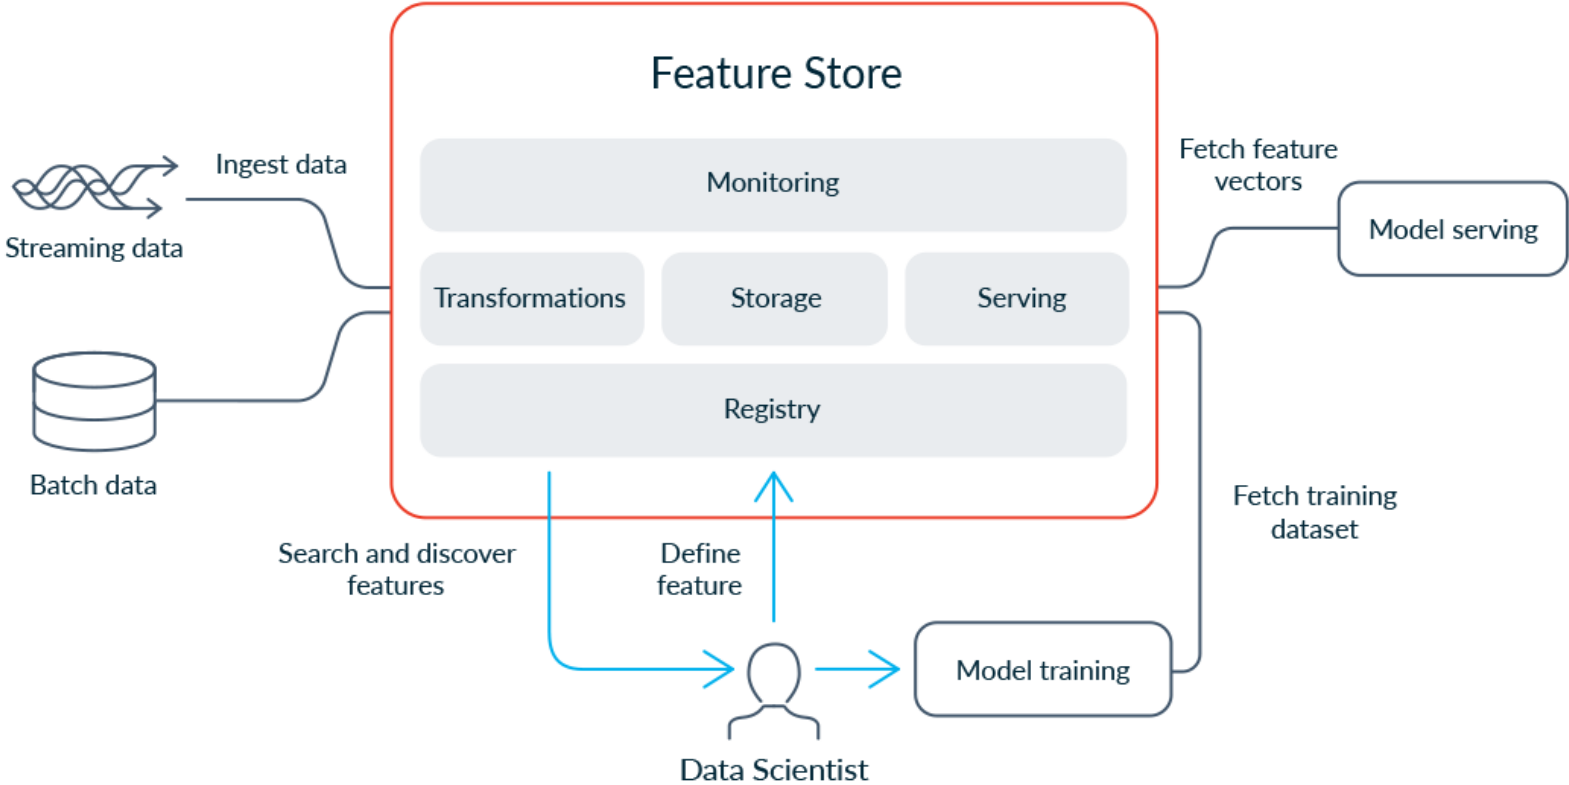 Feature Store
Monitoring
Transformations
Storage
Serving
Registry
Ingest data
Streaming data
Batch data
Fetch feature
vectors
Model serving
Fetch training
dataset
Search and discover
features
Define
feature
Model training
Data Scientist